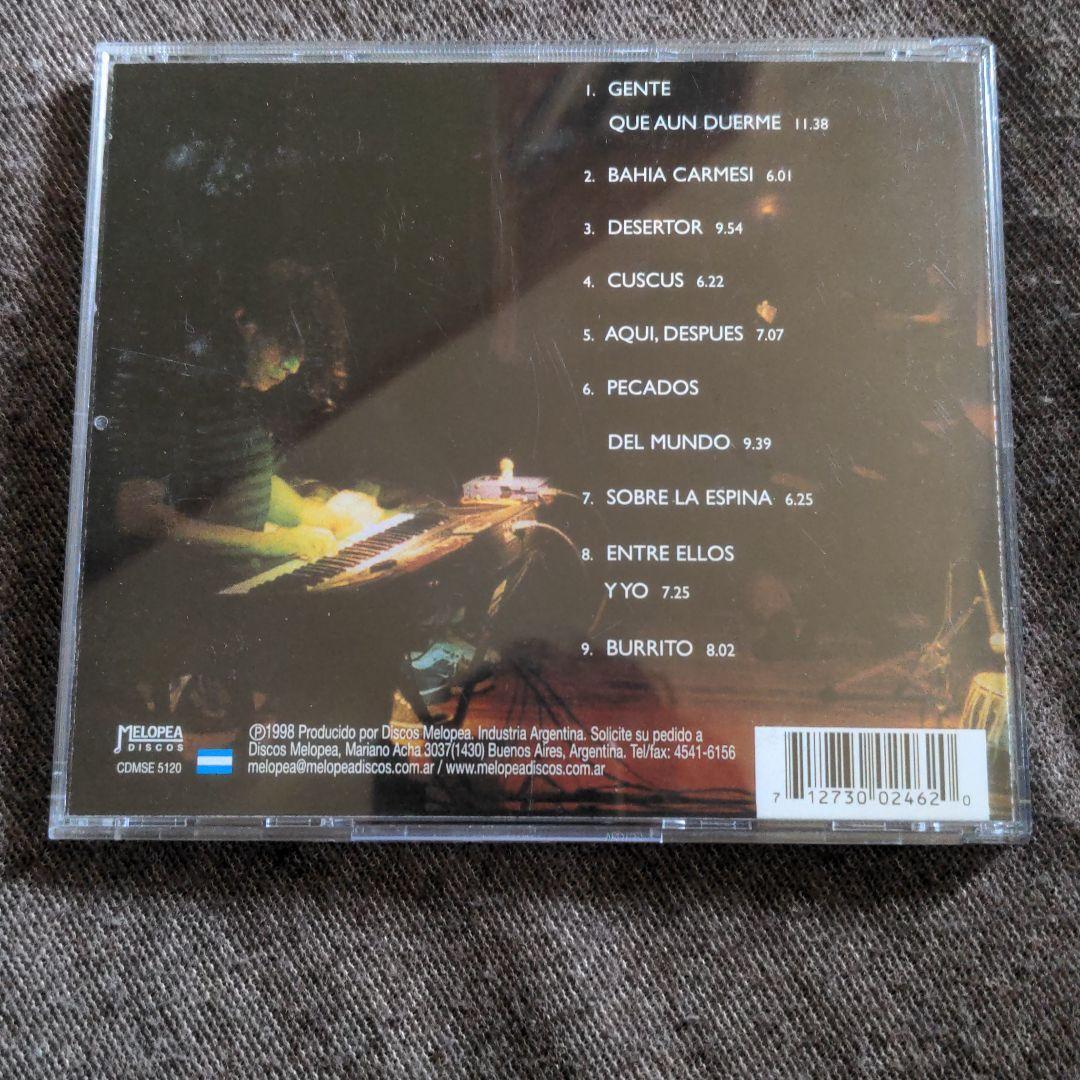 1. GENTE
QUE AUN DUERME 11.38
2. BAHIA CARMESI 6.01
3. DESERTOR 9.54
4. CUSCUS 6.22
5. AQUI, DESPUES 7.07
6. PECADOS
DEL MUNDO 9.39
7. SOBRE LA ESPINA 6.25
8. ENTRE ELLOS
Y YO 7.25
9. BURRITO 8.02
MELOPEA
DISCOS
CDMSE 5120
℗1998 Producido por Discos Melopea. Industria Argentina. Solicite su pedido a
Discos Melopea, Mariano Acha 3037(1430) Buenos Aires, Argentina. Tel/fax: 4541-6156
melopea@melopeadiscos.com.ar / www.melopeadiscos.com.ar
7 12730 02462 0